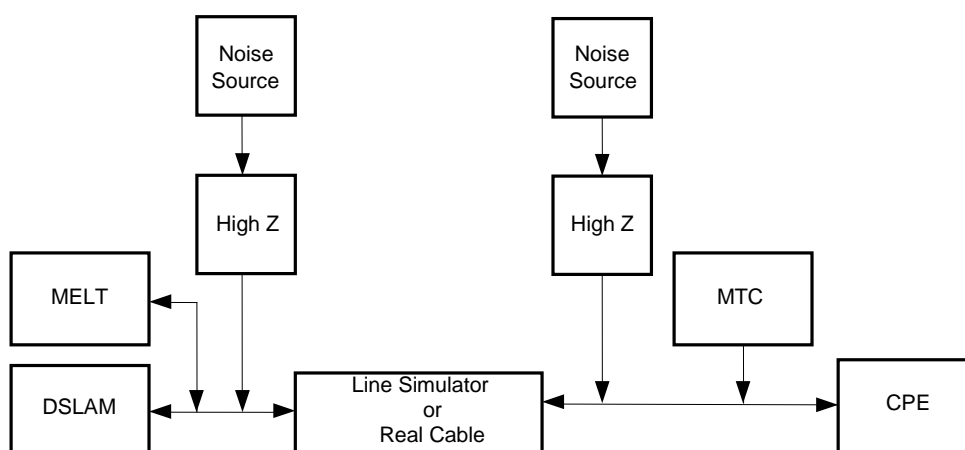 Noise
Source
Noise
Source
High Z
High Z
MELT
MTC
DSLAM
Line Simulator
or
Real Cable
CPE